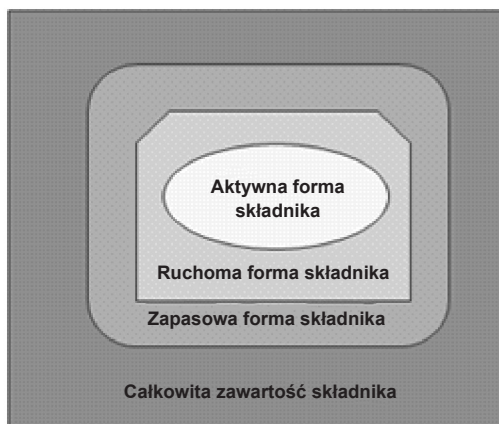 Aktywna forma
składnika
Ruchoma forma składnika
Zapasowa forma składnika
Całkowita zawartość składnika